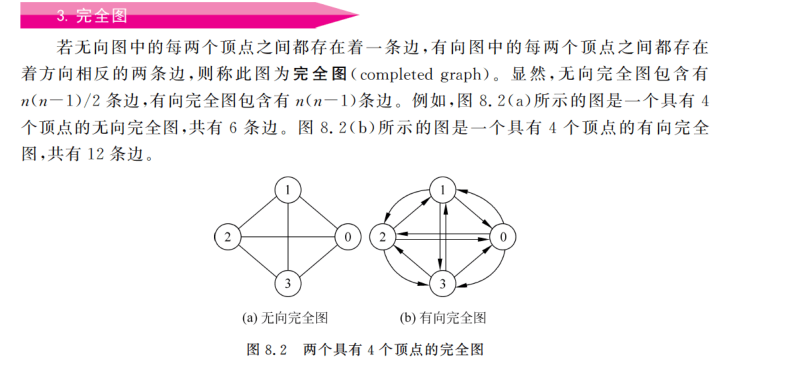 3. 完全图
若无向图中的每两个顶点之间都存在着一条边,有向图中的每两个顶点之间都存在
着方向相反的两条边,则称此图为完全图(completed graph)。显然,无向完全图包含有
n(n-1)/2 条边,有向完全图包含有 n(n-1)条边。例如,图 8.2(a)所示的图是一个具有 4
个顶点的无向完全图,共有 6 条边。图 8.2(b)所示的图是一个具有 4 个顶点的有向完全
图,共有 12 条边。
1 1
2 0 2 0
3 3
(a) 无向完全图 (b) 有向完全图
图 8.2 两个具有 4 个顶点的完全图